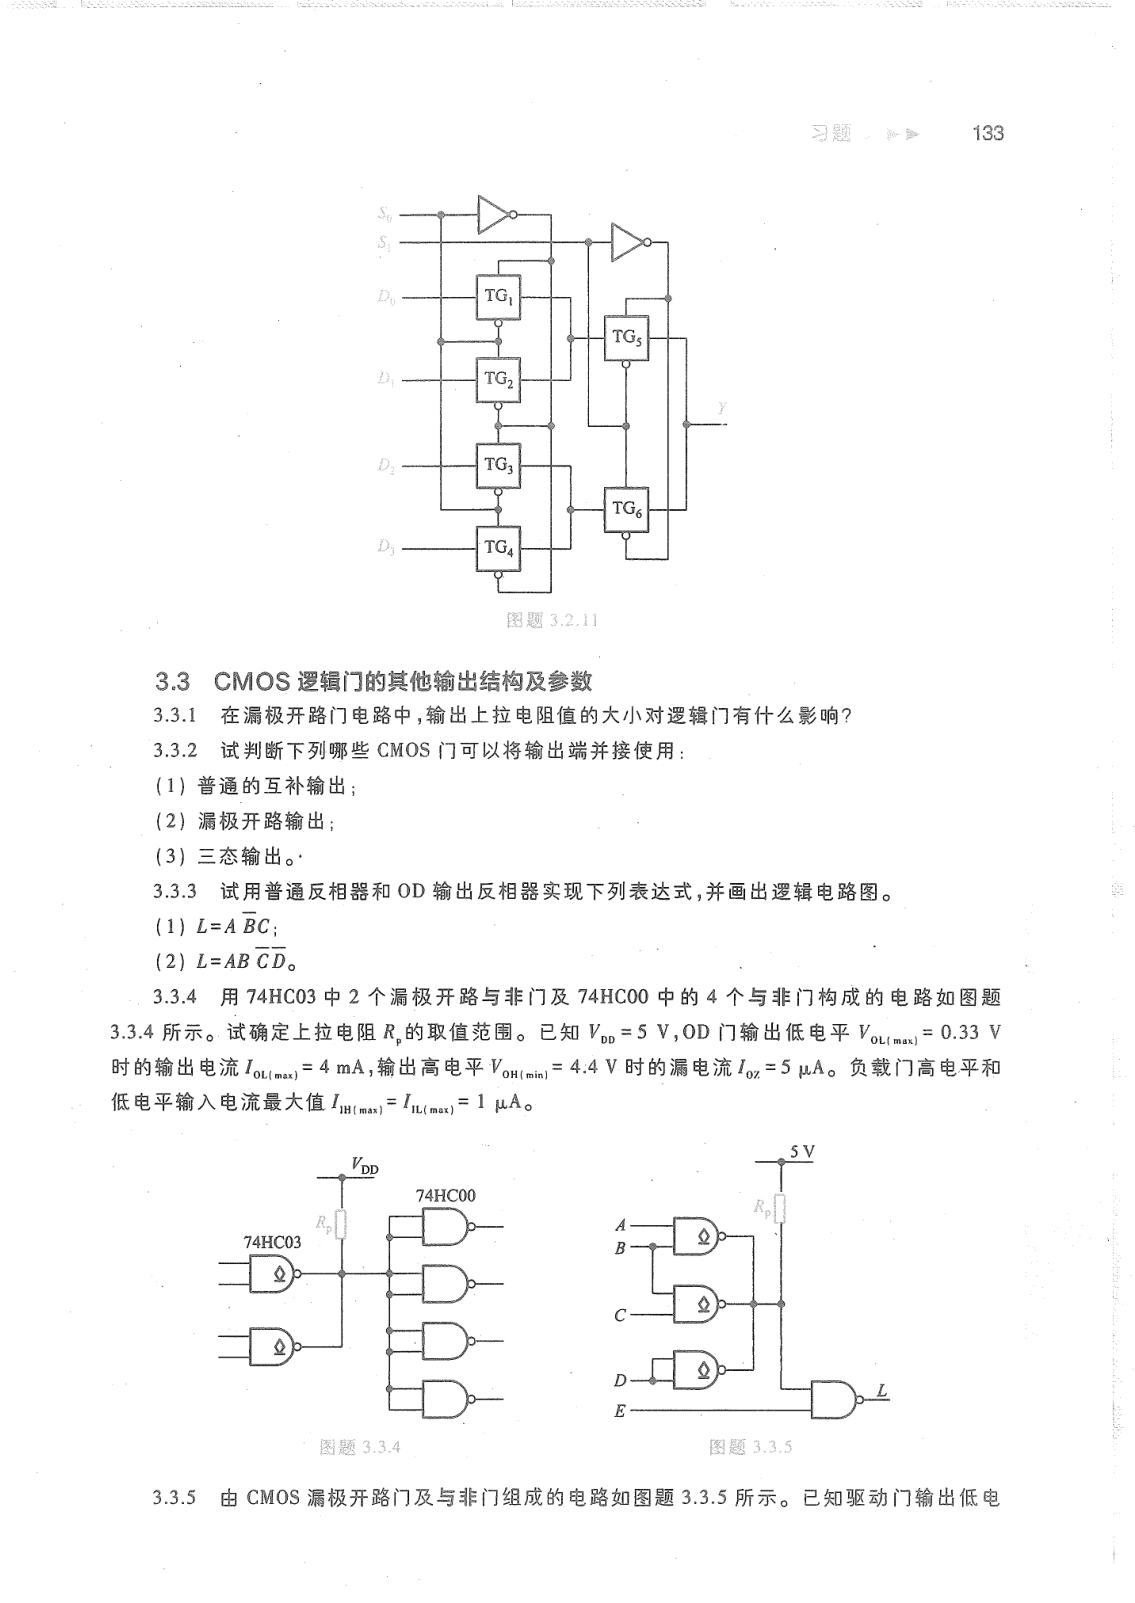 习题 133
S₀
S₁
D₀
TG₁
TG₅
D₁
TG₂
Y
D₂
TG₃
TG₆
D₃
TG₄
图题 3.2.11
3.3 CMOS 逻辑门的其他输出结构及参数
3.3.1 在漏极开路门电路中,输出上拉电阻值的大小对逻辑门有什么影响?
3.3.2 试判断下列哪些 CMOS 门可以将输出端并接使用:
(1) 普通的互补输出;
(2) 漏极开路输出;
(3) 三态输出。
3.3.3 试用普通反相器和 OD 输出反相器实现下列表达式,并画出逻辑电路图。
(1) L=A B̅C;
(2) L=AB C̅ D̅。
3.3.4 用 74HC03 中 2 个漏极开路与非门及 74HC00 中的 4 个与非门构成的电路如图题
3.3.4 所示。试确定上拉电阻 Rₚ的取值范围。已知 V_DD = 5 V,OD 门输出低电平 V_OL(max) = 0.33 V
时的输出电流 I_OL(max) = 4 mA,输出高电平 V_OH(min) = 4.4 V 时的漏电流 I_OZ = 5 μA。负载门高电平和
低电平输入电流最大值 I_IH(max) = I_IL(max) = 1 μA。
V_DD
74HC00
Rₚ
74HC03
图题 3.3.4
5 V
Rₚ
A
B
C
D
E
L
图题 3.3.5
3.3.5 由 CMOS 漏极开路门及与非门组成的电路如图题 3.3.5 所示。已知驱动门输出低电